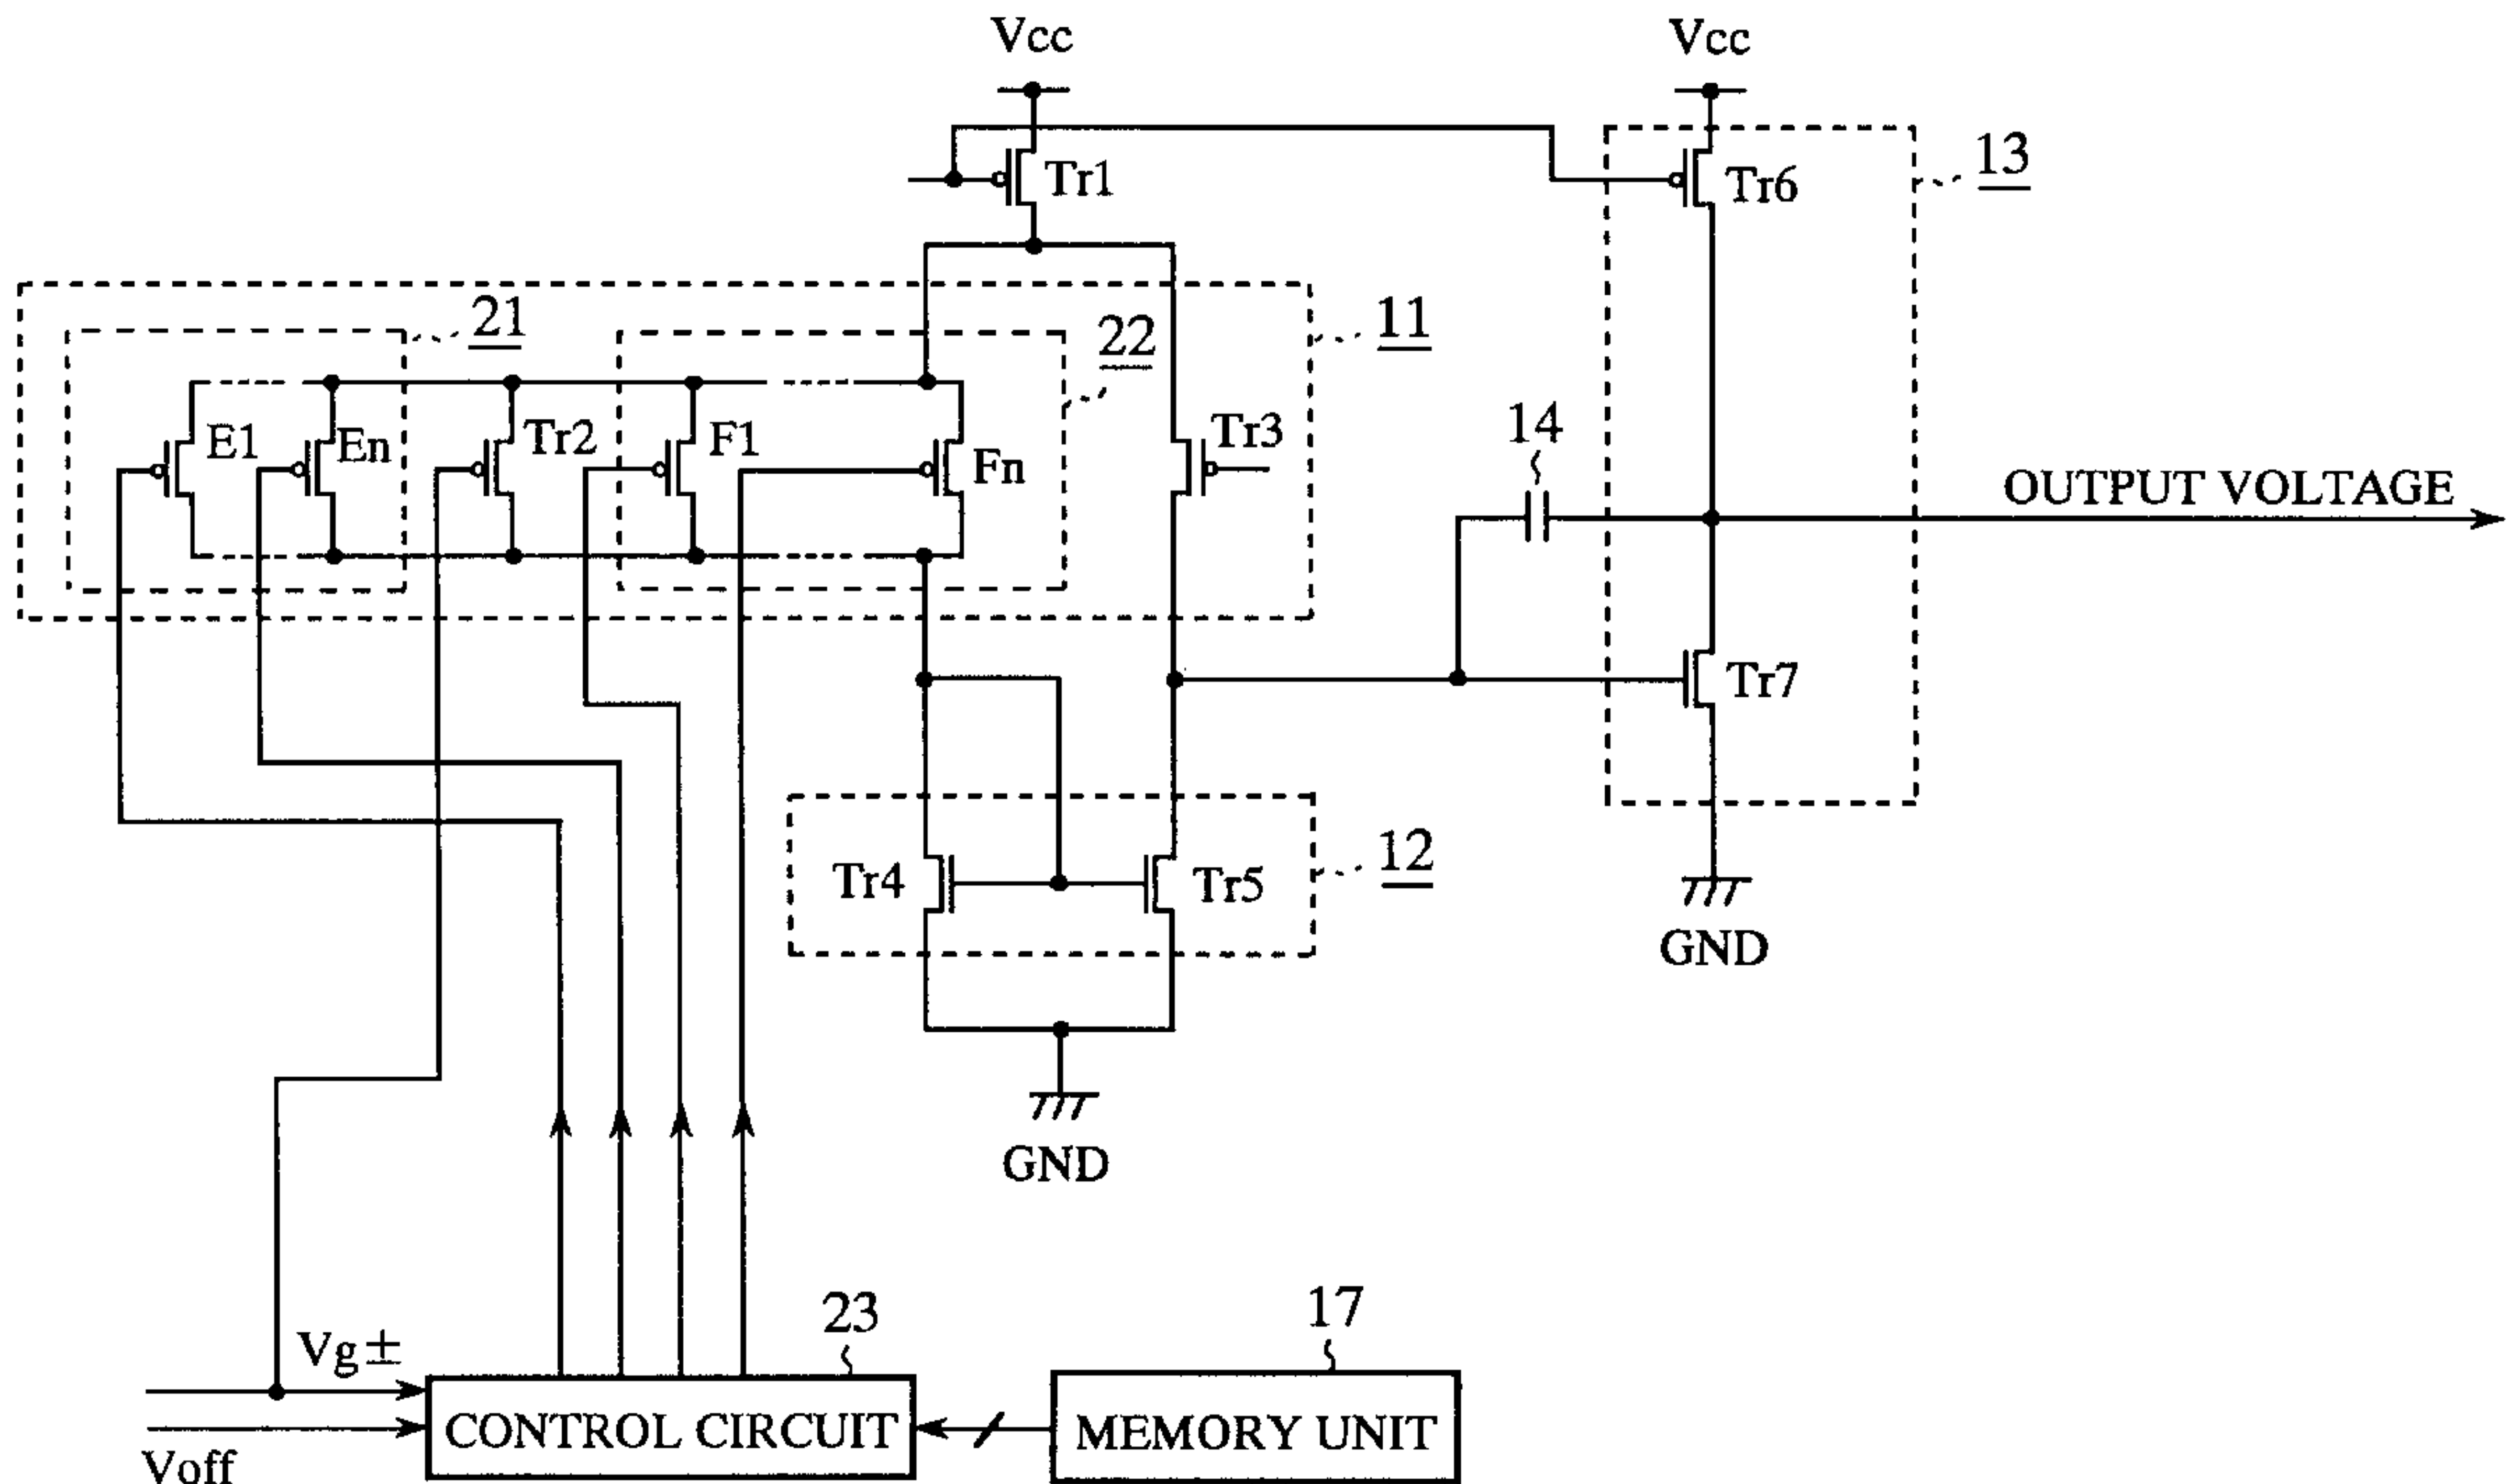 Vcc
Vcc
Tr1
Tr6
13
21
22
11
E1
En
Tr2
F1
Fn
Tr3
14
OUTPUT VOLTAGE
Tr7
Tr4
Tr5
12
GND
GND
23
17
Vg±
CONTROL CIRCUIT
MEMORY UNIT
Voff